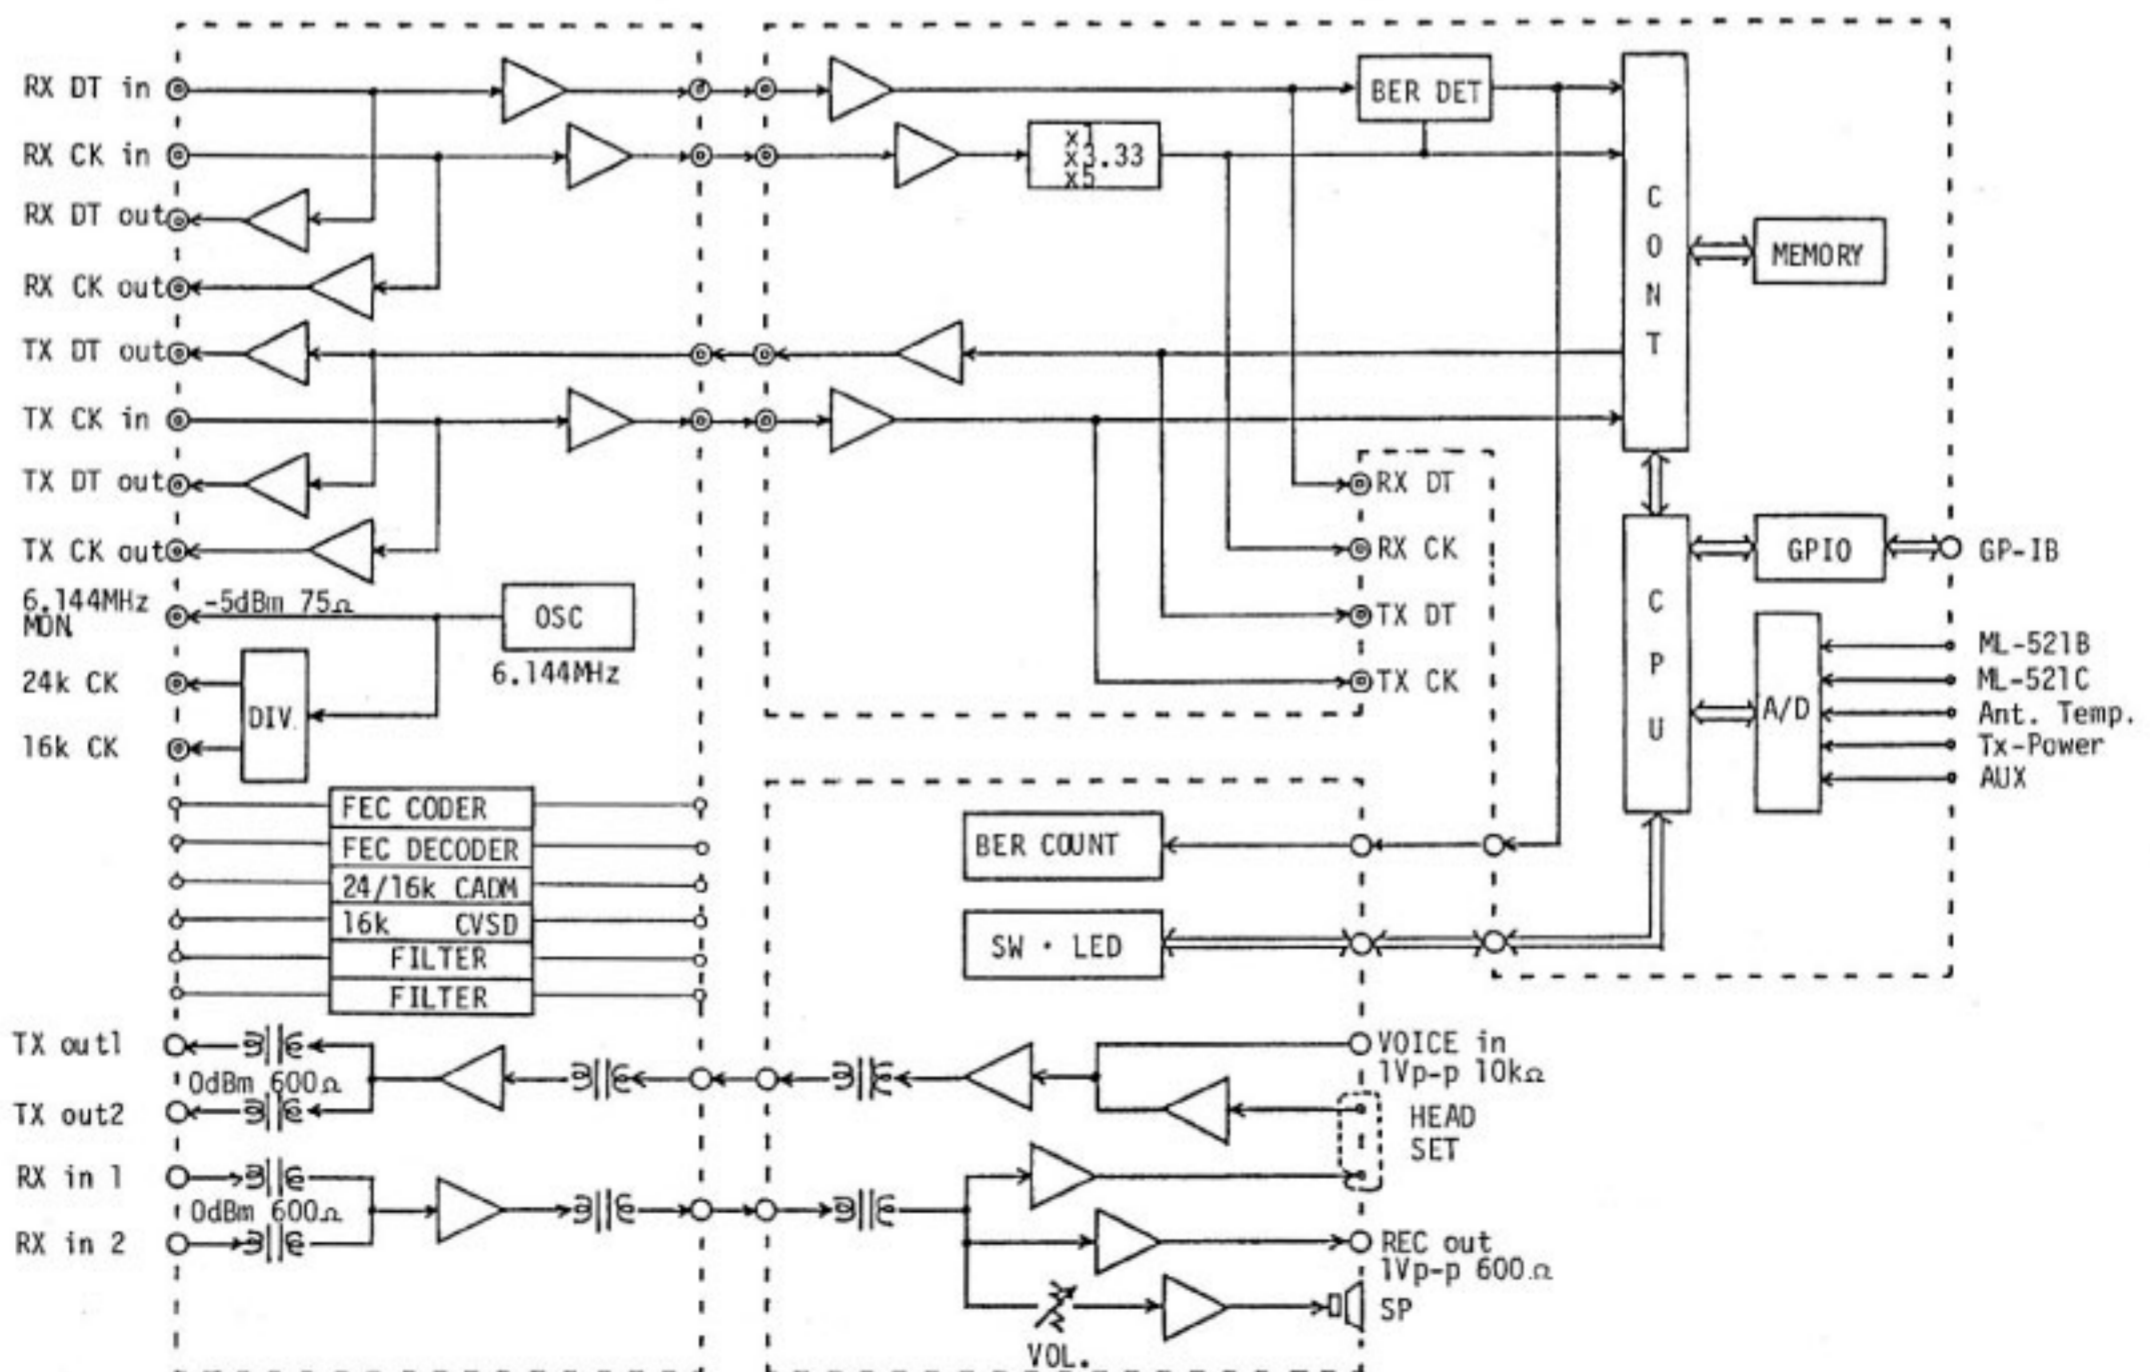 RX DT in
RX CK in
RX DT out
RX CK out
TX DT out
TX CK in
TX DT out
TX CK out
6.144MHz
MON.
-5dBm 75Ω
OSC
6.144MHz
24k CK
16k CK
DIV.
FEC CODER
FEC DECODER
24/16k CADM
16k CVSD
FILTER
FILTER
TX out1
0dBm 600Ω
TX out2
RX in 1
0dBm 600Ω
RX in 2
BER DET
x1
x3.33
x5
CONT
MEMORY
RX DT
RX CK
TX DT
TX CK
CPU
GPIO
GP-IB
A/D
ML-521B
ML-521C
Ant. Temp.
Tx-Power
AUX
BER COUNT
SW・LED
VOICE in
1Vp-p 10kΩ
HEAD
SET
REC out
1Vp-p 600Ω
SP
VOL.